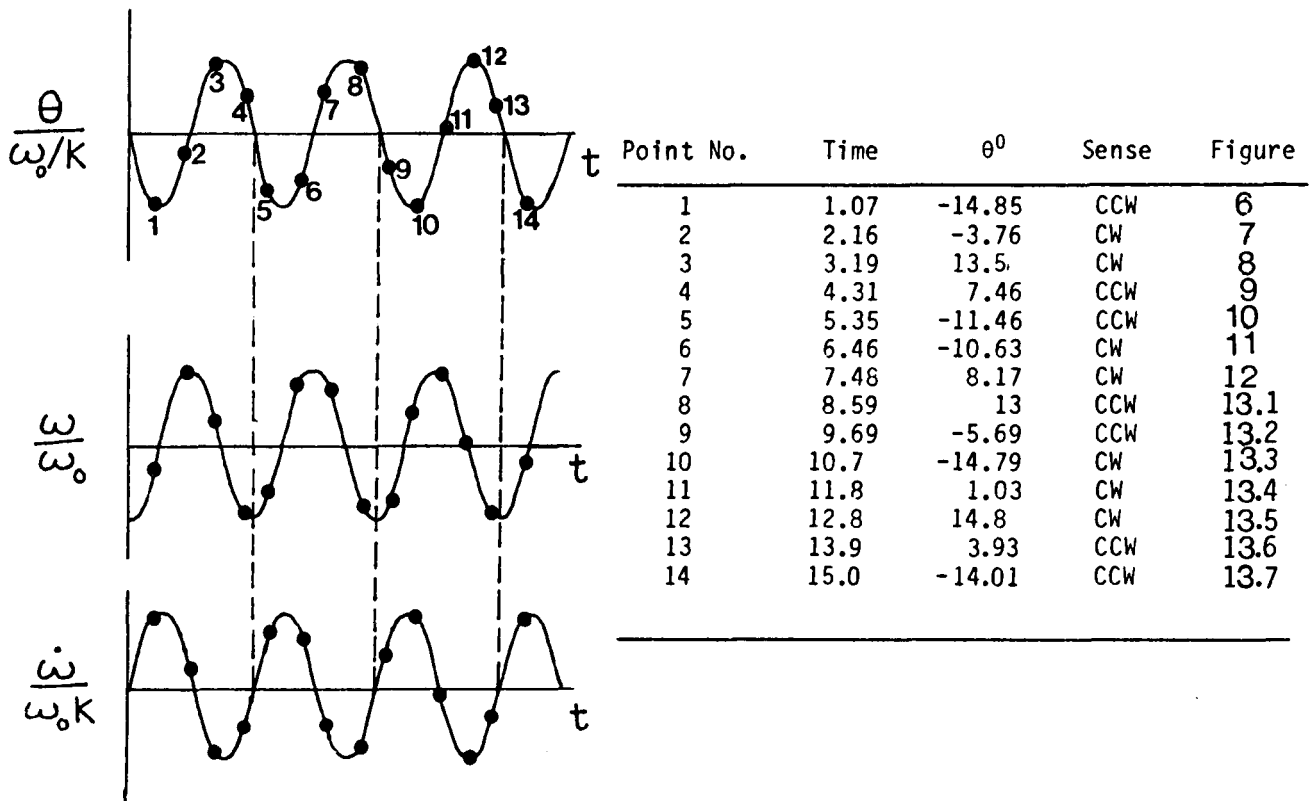 θ
ω₀/K
3
4
2
1
5
6
7
8
9
10
11
12
13
14
t
ω
ω₀
t
ω̇
ω₀K
t
Point No. Time θ⁰ Sense Figure
1 1.07 -14.85 CCW 6
2 2.16 -3.76 CW 7
3 3.19 13.5 CW 8
4 4.31 7.46 CCW 9
5 5.35 -11.46 CCW 10
6 6.46 -10.63 CW 11
7 7.48 8.17 CW 12
8 8.59 13 CCW 13.1
9 9.69 -5.69 CCW 13.2
10 10.7 -14.79 CW 13.3
11 11.8 1.03 CW 13.4
12 12.8 14.8 CW 13.5
13 13.9 3.93 CCW 13.6
14 15.0 -14.01 CCW 13.7